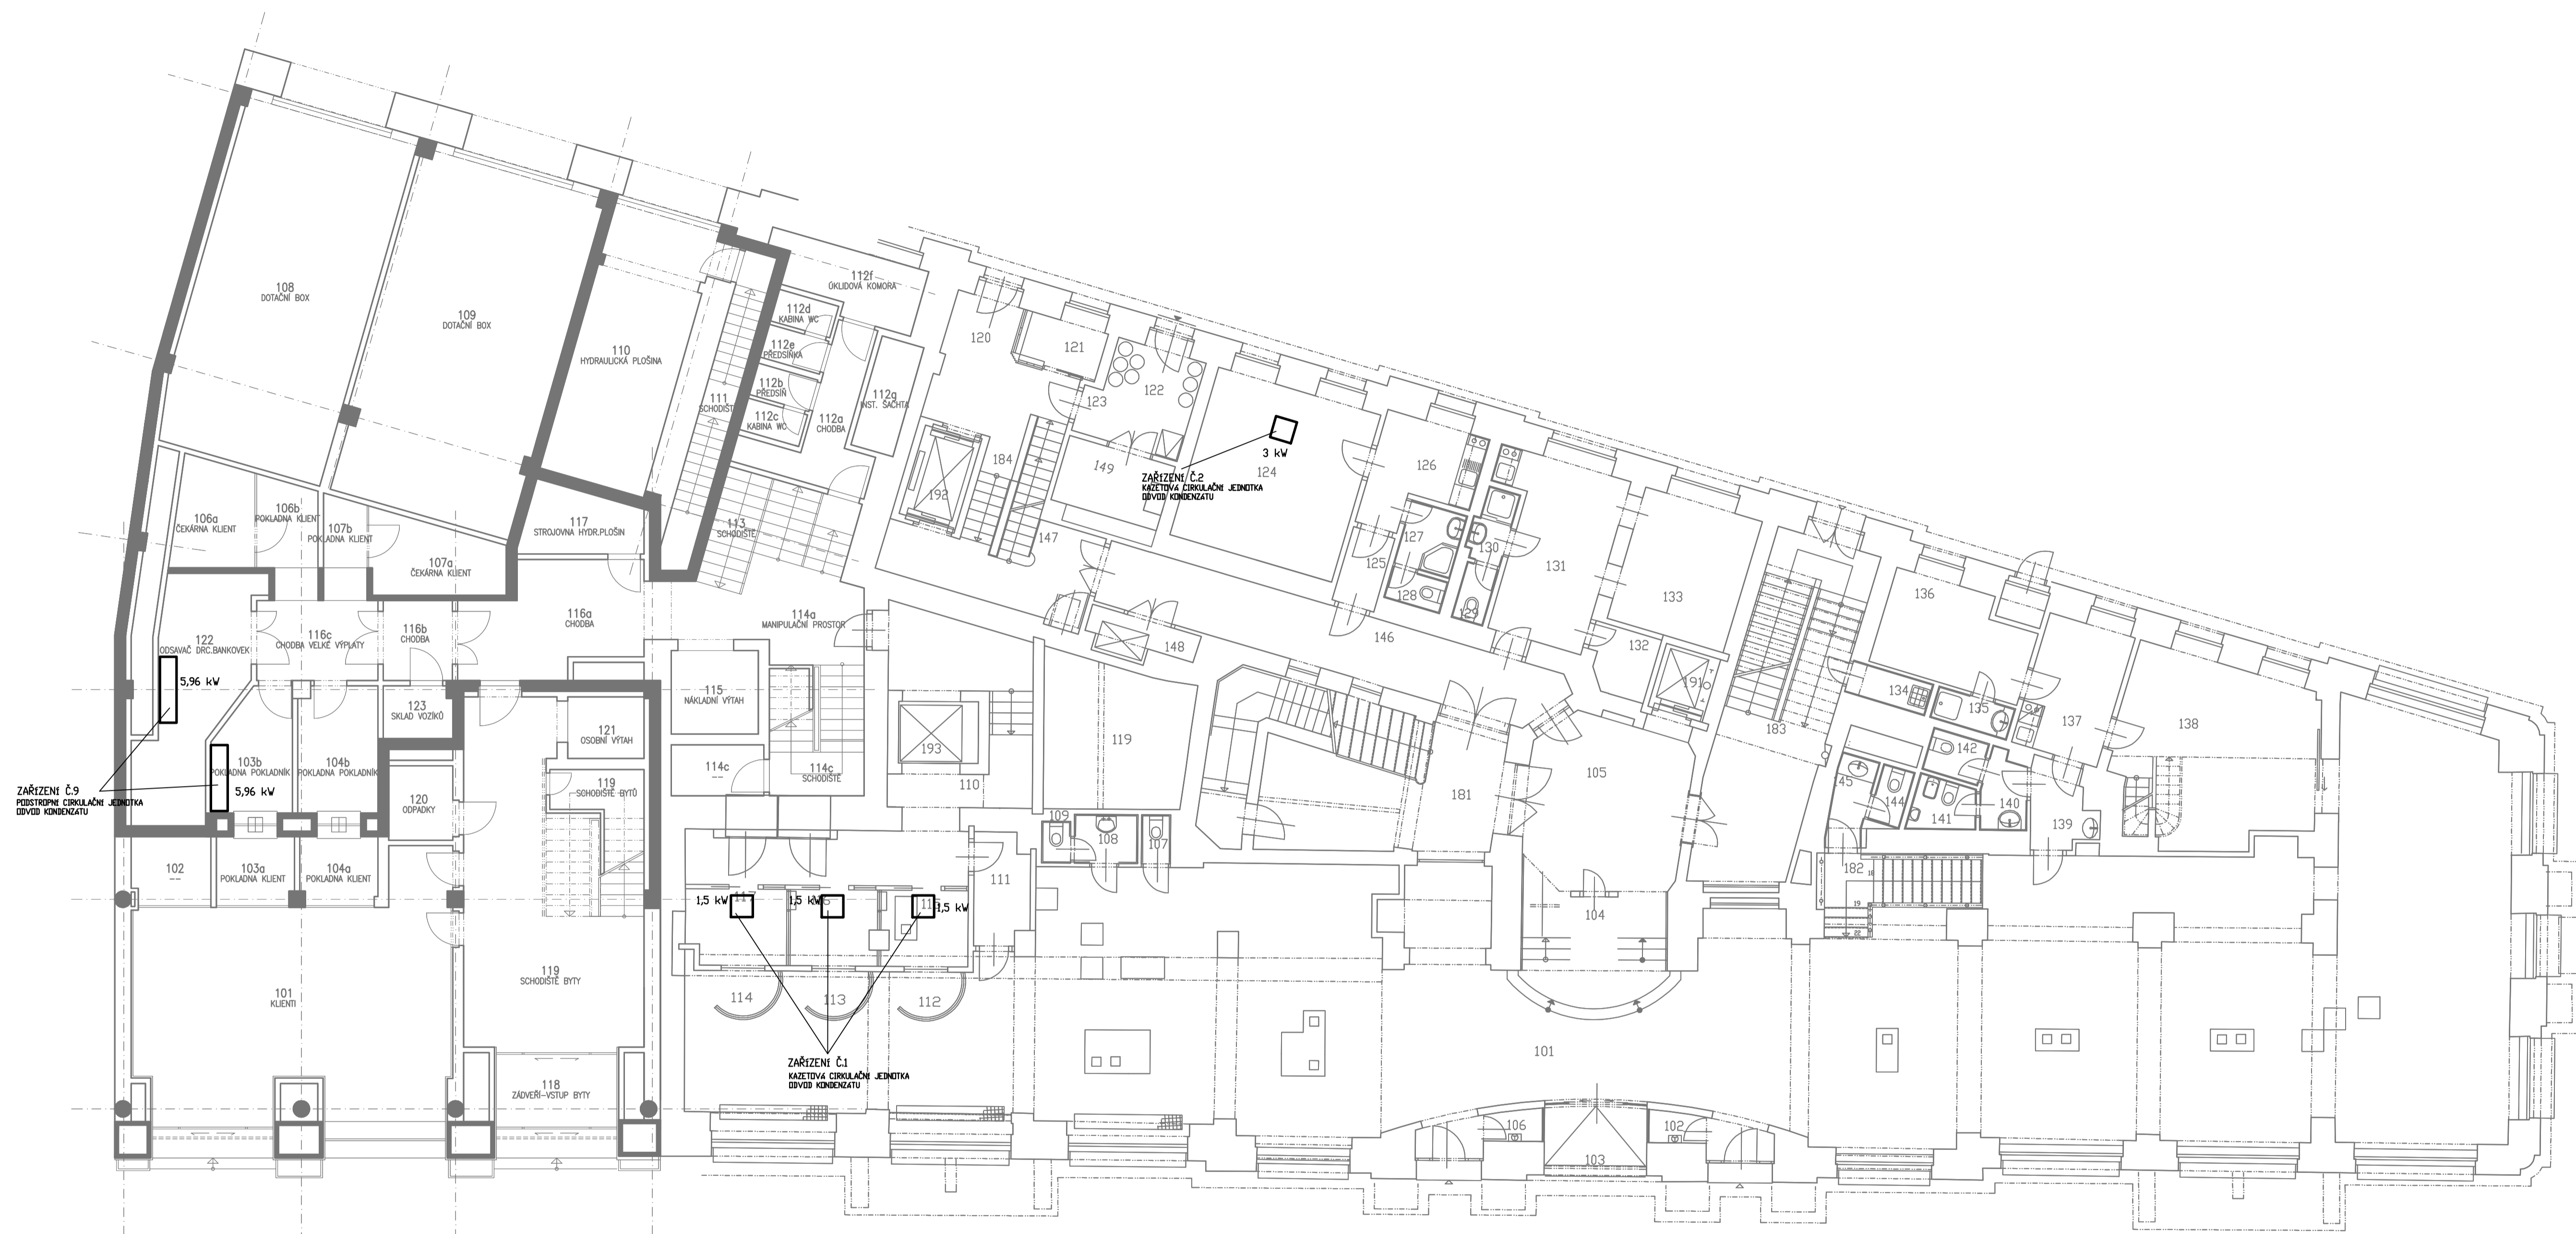 108
DOTAČNÍ BOX
109
DOTAČNÍ BOX
110
HYDRAULICKÁ PLOŠINA
111
SCHODIŠTĚ
112f
ÚKLIDOVÁ KOMORA
112d
KABINA WC
112e
PŘEDSÍŇKA
112b
PŘEDSÍŇ
112c
KABINA WC
112a
CHODBA
112g
INST. ŠACHTA
113
SCHODIŠTĚ
106a
ČEKÁRNA KLIENT
106b
POKLADNA KLIENT
107b
POKLADNA KLIENT
107a
ČEKÁRNA KLIENT
117
STROJOVNA HYDR.PLOŠIN
116a
CHODBA
116b
CHODBA
116c
CHODBA VELKÉ VÝPLATY
122
ODSAVAČ DRC.BANKOVEK
5,96 kW
114a
MANIPULAČNÍ PROSTOR
115
NÁKLADNÍ VÝTAH
114c
--
114c
SCHODIŠTĚ
123
SKLAD VOZÍKŮ
121
OSOBNÍ VÝTAH
103b
POKLADNA POKLADNÍK
5,96 kW
104b
POKLADNA POKLADNÍK
120
ODPADKY
119
SCHODIŠTĚ BYTŮ
ZAŘÍZENÍ Č.9
PODSTROPNÍ CIRKULAČNÍ JEDNOTKA
ODVOD KONDENZÁTU
102
--
103a
POKLADNA KLIENT
104a
POKLADNA KLIENT
101
KLIENTI
119
SCHODIŠTĚ BYTY
118
ZÁDVEŘÍ-VSTUP BYTY
120
121
122
123
184
192
147
149
148
3 kW
124
ZAŘÍZENÍ Č.2
KAZETOVÁ CIRKULAČNÍ JEDNOTKA
ODVOD KONDENZÁTU
125
126
127
128
129
130
131
132
133
146
191
183
134
135
136
137
138
139
140
141
142
144
145
182
18
19
22
193
110
119
109
108
107
181
105
104
111
117
1,5 kW
1,5 kW
1,5 kW
114
113
112
ZAŘÍZENÍ Č.1
KAZETOVÁ CIRKULAČNÍ JEDNOTKA
ODVOD KONDENZÁTU
101
106
102
103